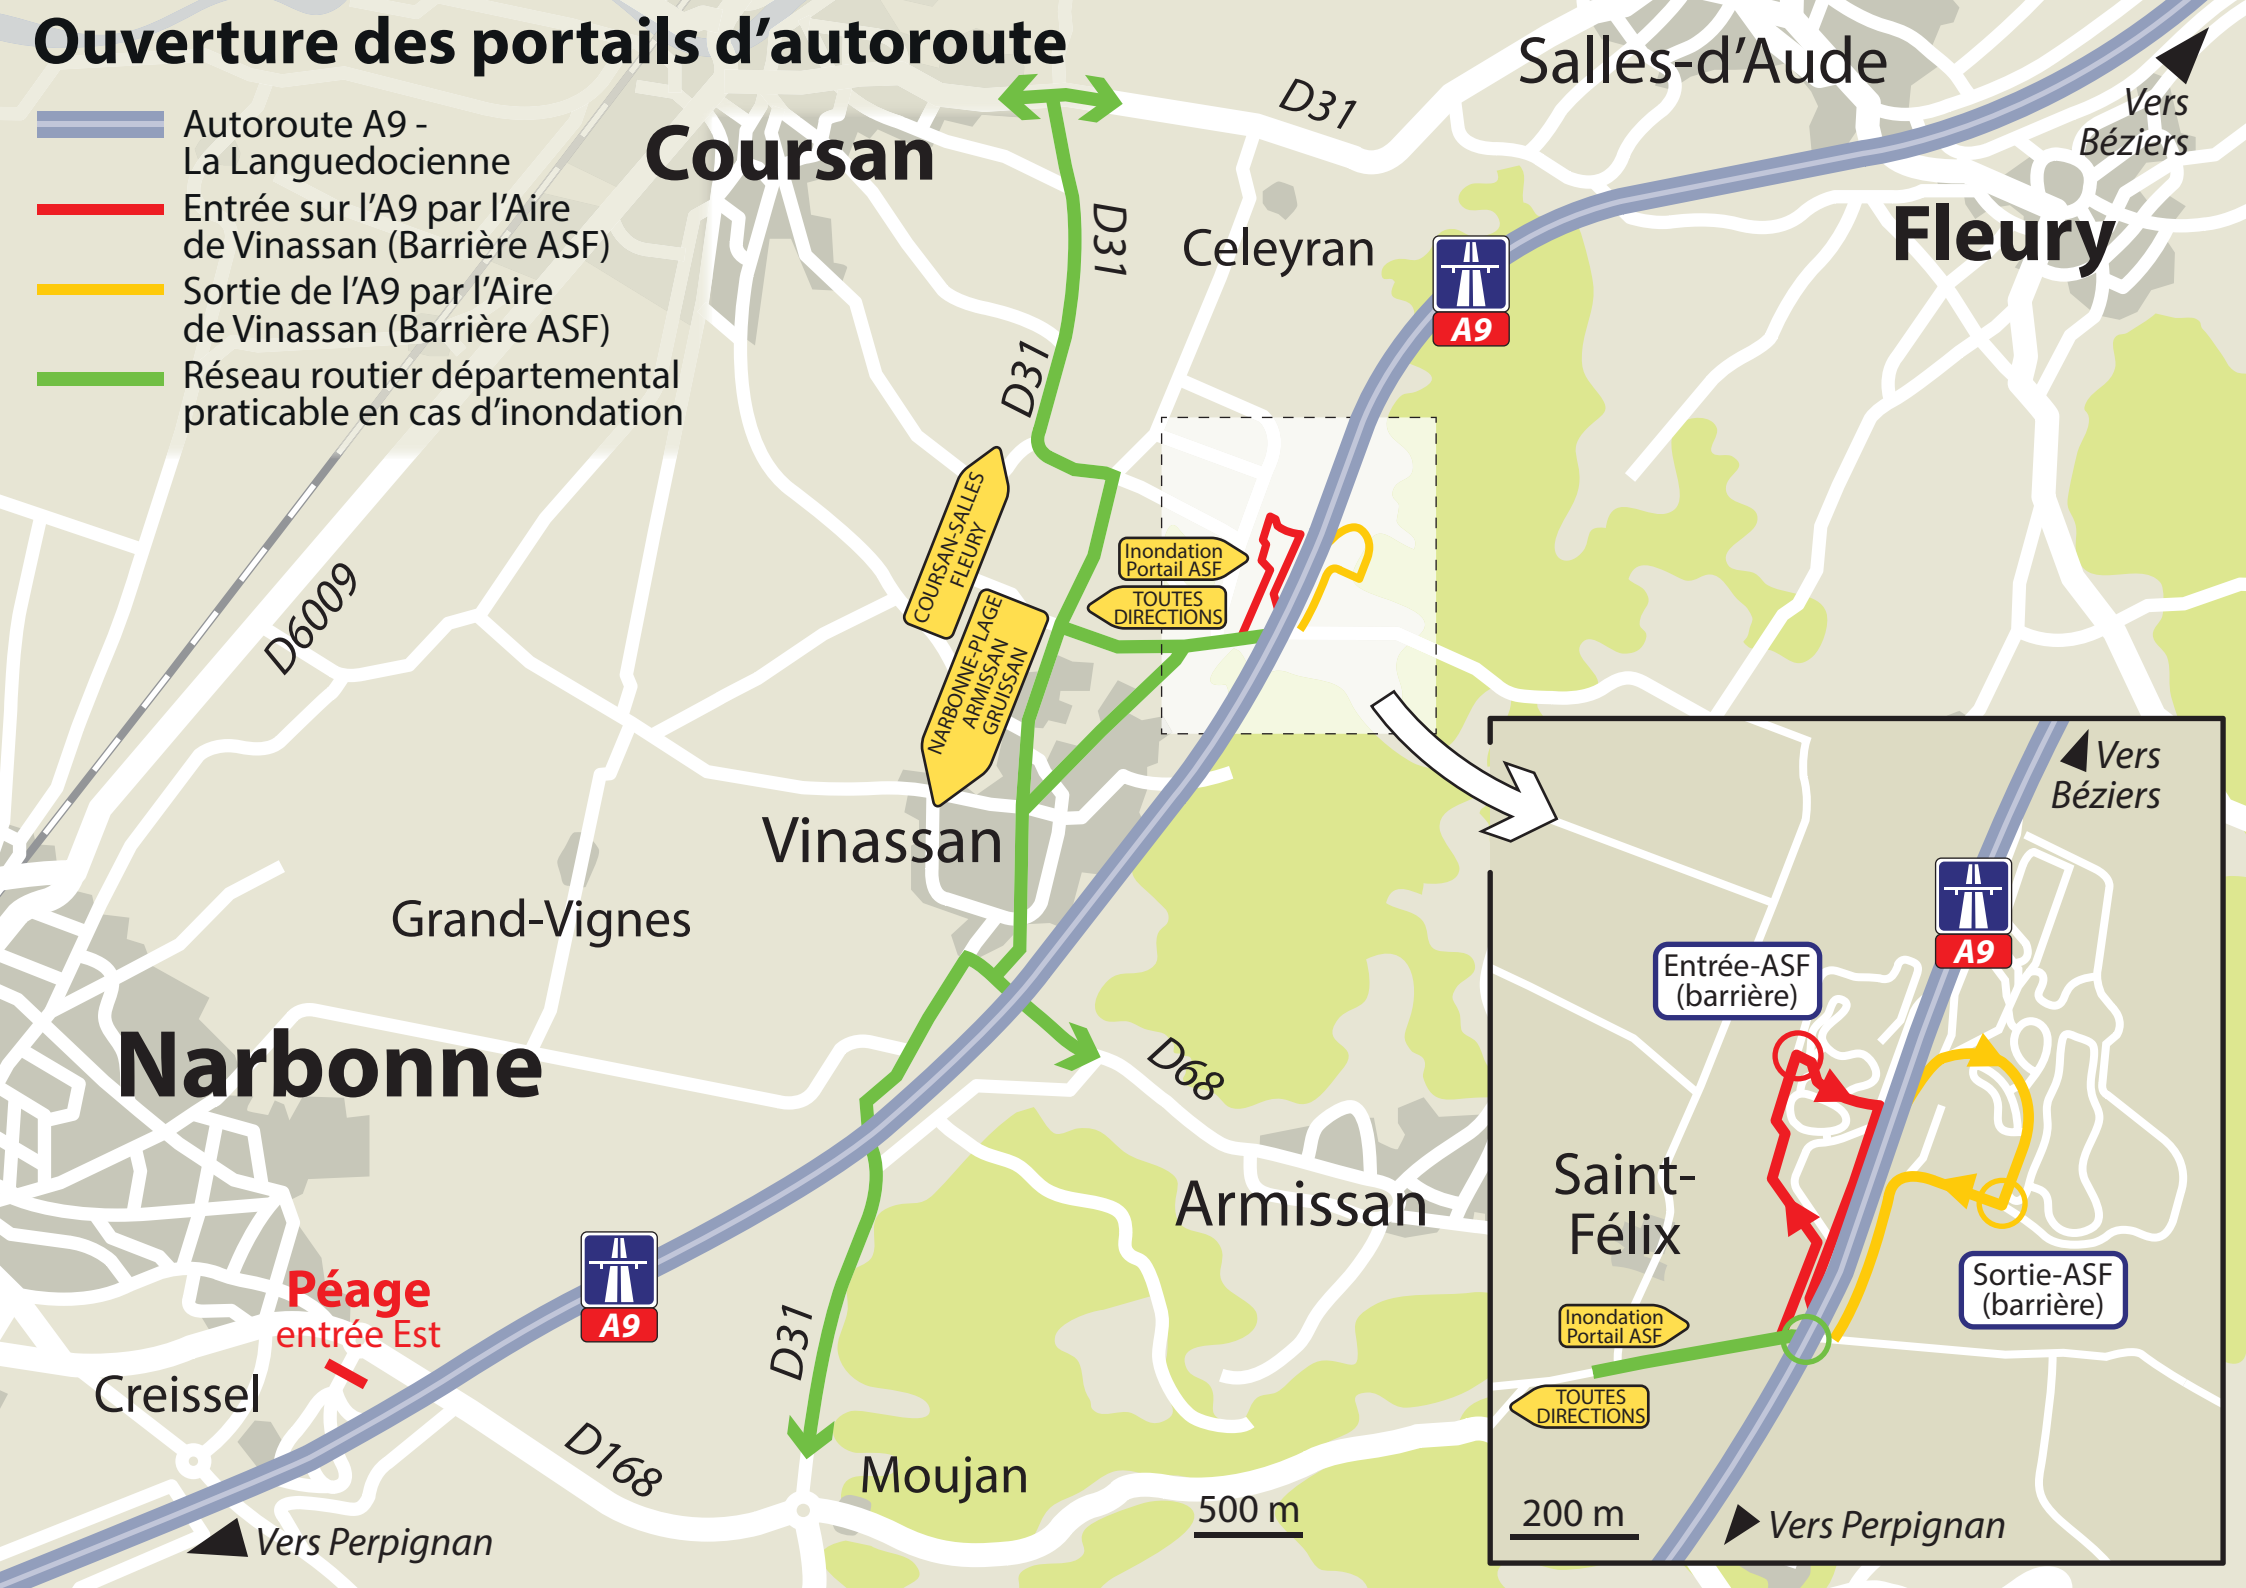 Ouverture des portails d'autoroute
Autoroute A9 -
La Languedocienne
Entrée sur l'A9 par l'Aire
de Vinassan (Barrière ASF)
Sortie de l'A9 par l'Aire
de Vinassan (Barrière ASF)
Réseau routier départemental
praticable en cas d'inondation
Salles-d'Aude
D31
Vers
Béziers
Coursan
D31
Celeyran
Fleury
A9
D31
COURSAN-SALLES
FLEURY
Inondation
Portail ASF
TOUTES
DIRECTIONS
D6009
NARBONNE-PLAGE
ARMISSAN
GRUISSAN
Vinassan
Grand-Vignes
Narbonne
D68
Armissan
Péage
entrée Est
A9
D31
Creissel
D168
Moujan
500 m
Vers Perpignan
Vers
Béziers
A9
Entrée-ASF
(barrière)
Saint-
Félix
Sortie-ASF
(barrière)
Inondation
Portail ASF
TOUTES
DIRECTIONS
200 m
Vers Perpignan